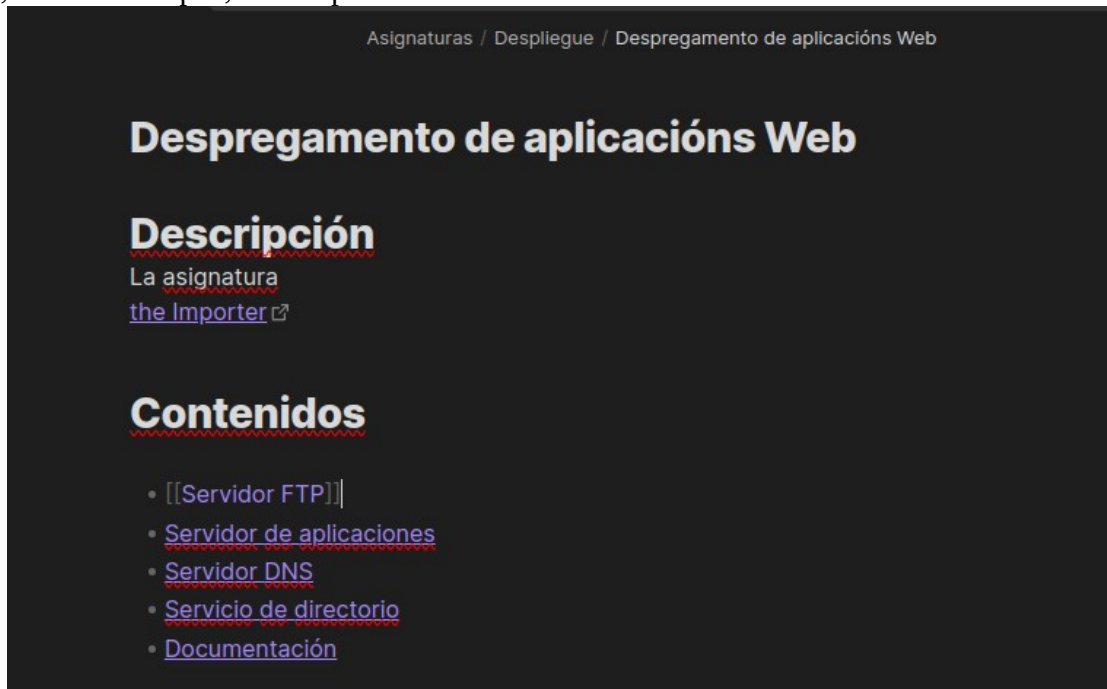 Asignaturas / Despliegue / Despregamento de aplicacións Web
Despregamento de aplicacións Web
Descripción
La asignatura
the Importer
Contenidos
• [[Servidor FTP]]
• Servidor de aplicaciones
• Servidor DNS
• Servicio de directorio
• Documentación